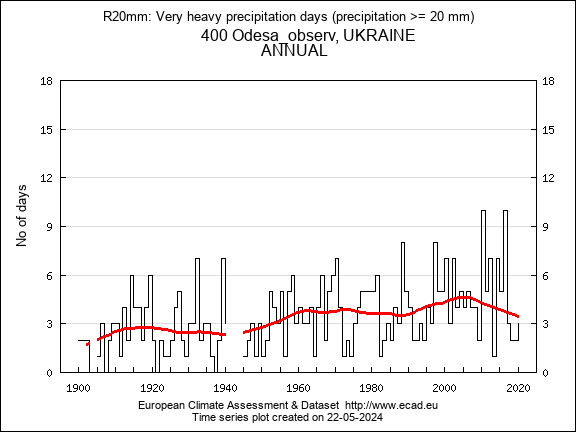 R20mm: Very heavy precipitation days (precipitation >= 20 mm)
400 Odesa_observ, UKRAINE
ANNUAL
No of days
18 18
15 15
12 12
9 9
6 6
3 3
0 0
1900 1920 1940 1960 1980 2000 2020
European Climate Assessment & Dataset http://www.ecad.eu
Time series plot created on 22-05-2024